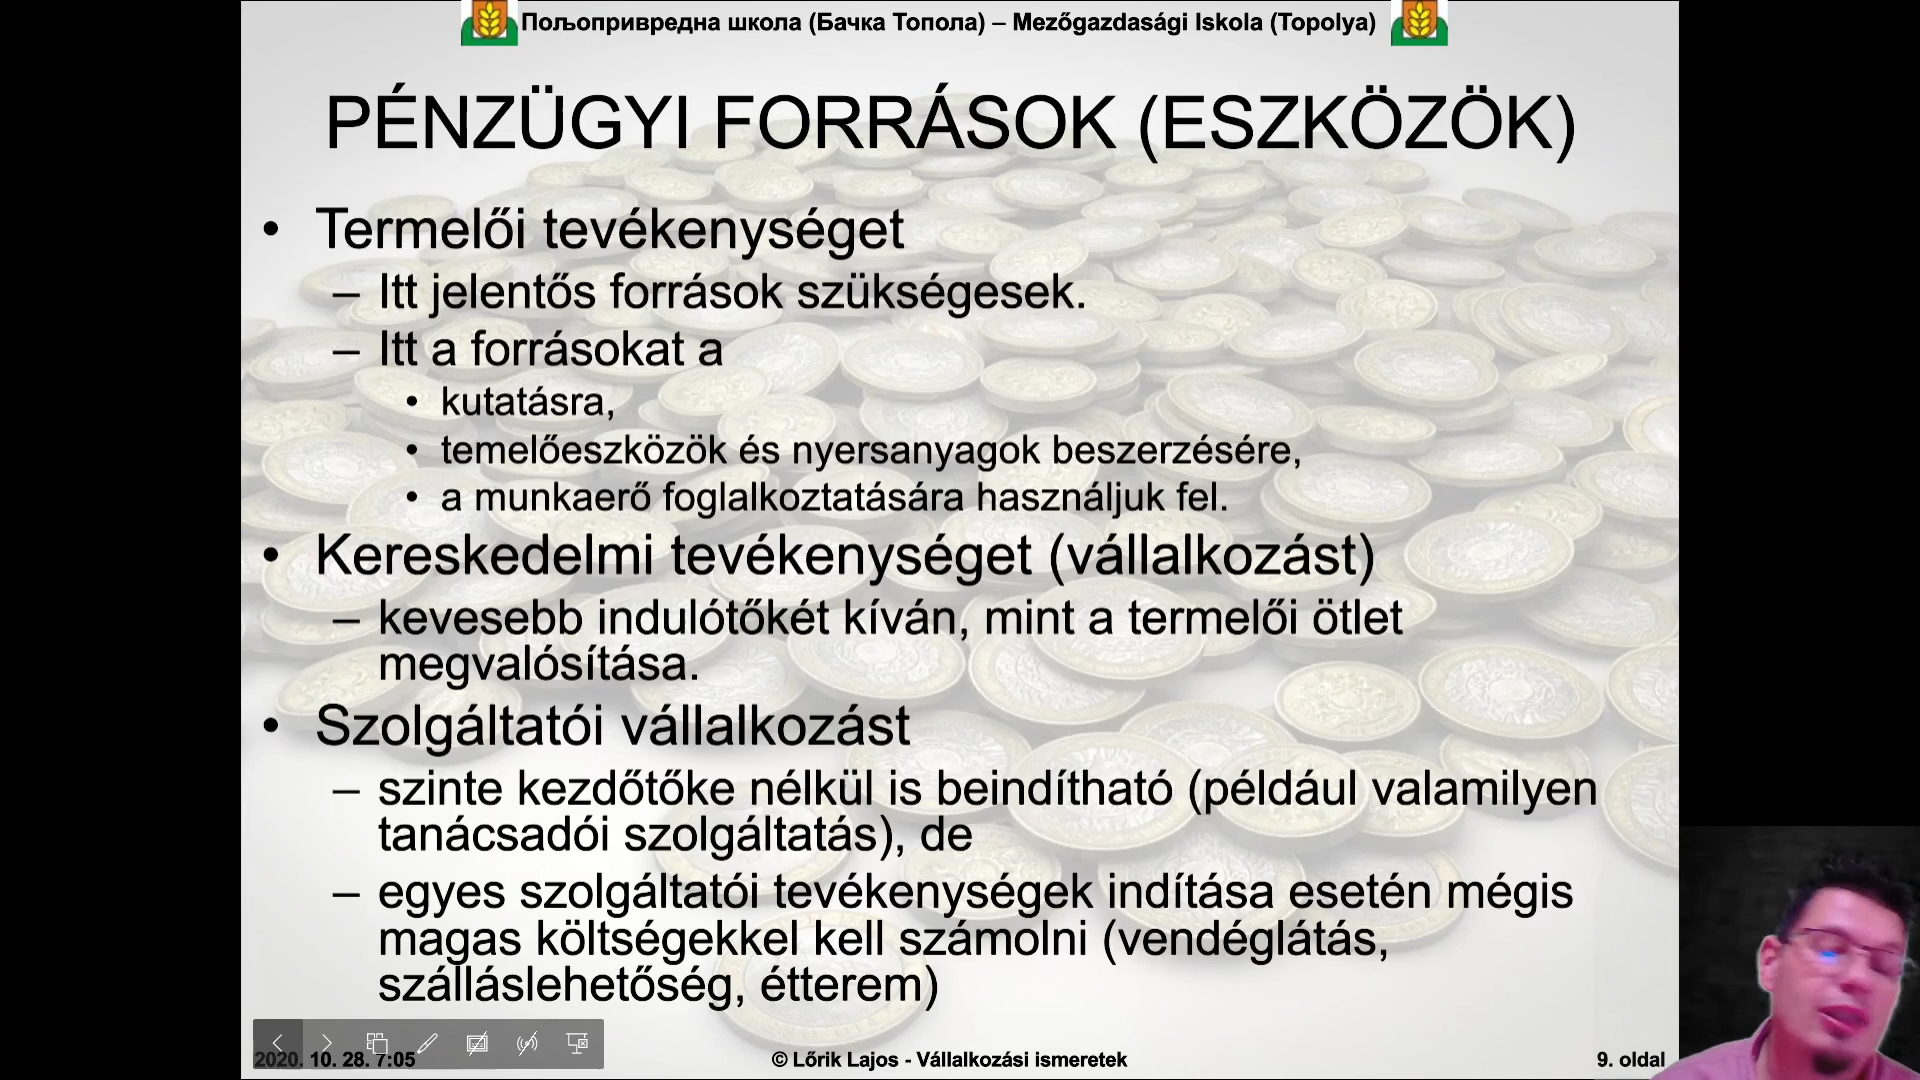 Пољопривредна школа (Бачка Топола) – Mezőgazdasági Iskola (Topolya)
PÉNZÜGYI FORRÁSOK (ESZKÖZÖK)
• Termelői tevékenységet
– Itt jelentős források szükségesek.
– Itt a forrásokat a
• kutatásra,
• temelőeszközök és nyersanyagok beszerzésére,
• a munkaerő foglalkoztatására használjuk fel.
• Kereskedelmi tevékenységet (vállalkozást)
– kevesebb indulótőkét kíván, mint a termelői ötlet
megvalósítása.
• Szolgáltatói vállalkozást
– szinte kezdőtőke nélkül is beindítható (például valamilyen
tanácsadói szolgáltatás), de
– egyes szolgáltatói tevékenységek indítása esetén mégis
magas költségekkel kell számolni (vendéglátás,
szálláslehetőség, étterem)
2020. 10. 28. 7:05
© Lőrik Lajos - Vállalkozási ismeretek
9. oldal